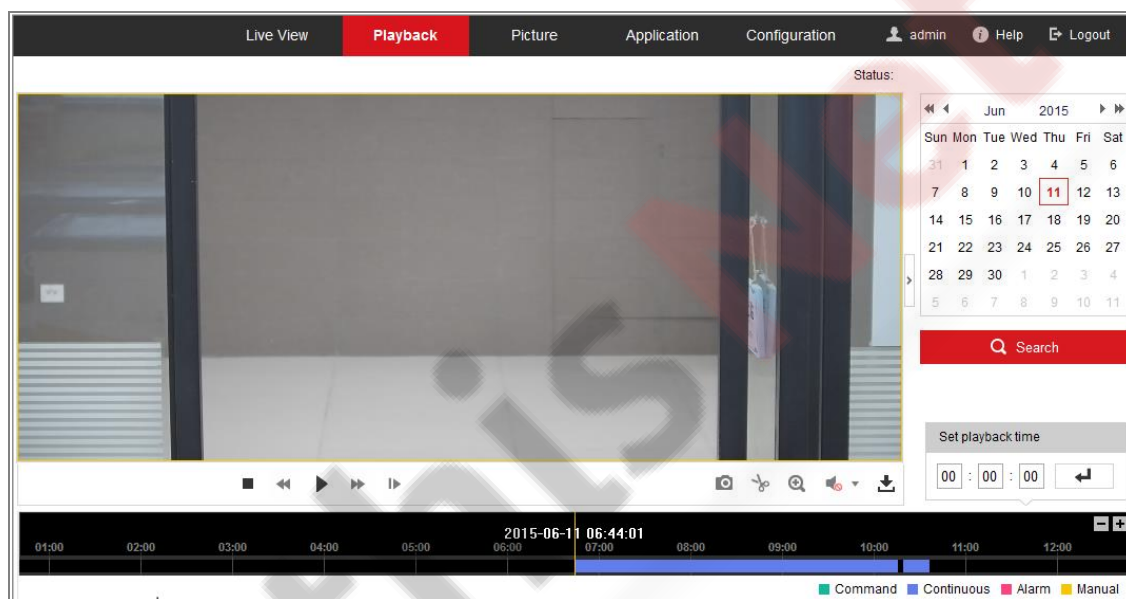 Live View Playback Picture Application Configuration admin Help Logout
Status:
Jun 2015
Sun Mon Tue Wed Thu Fri Sat
31 1 2 3 4 5 6
7 8 9 10 11 12 13
14 15 16 17 18 19 20
21 22 23 24 25 26 27
28 29 30 1 2 3 4
5 6 7 8 9 10 11
Search
Set playback time
00 : 00 : 00
2015-06-11 06:44:01
01:00 02:00 03:00 04:00 05:00 06:00 07:00 08:00 09:00 10:00 11:00 12:00
Command Continuous Alarm Manual